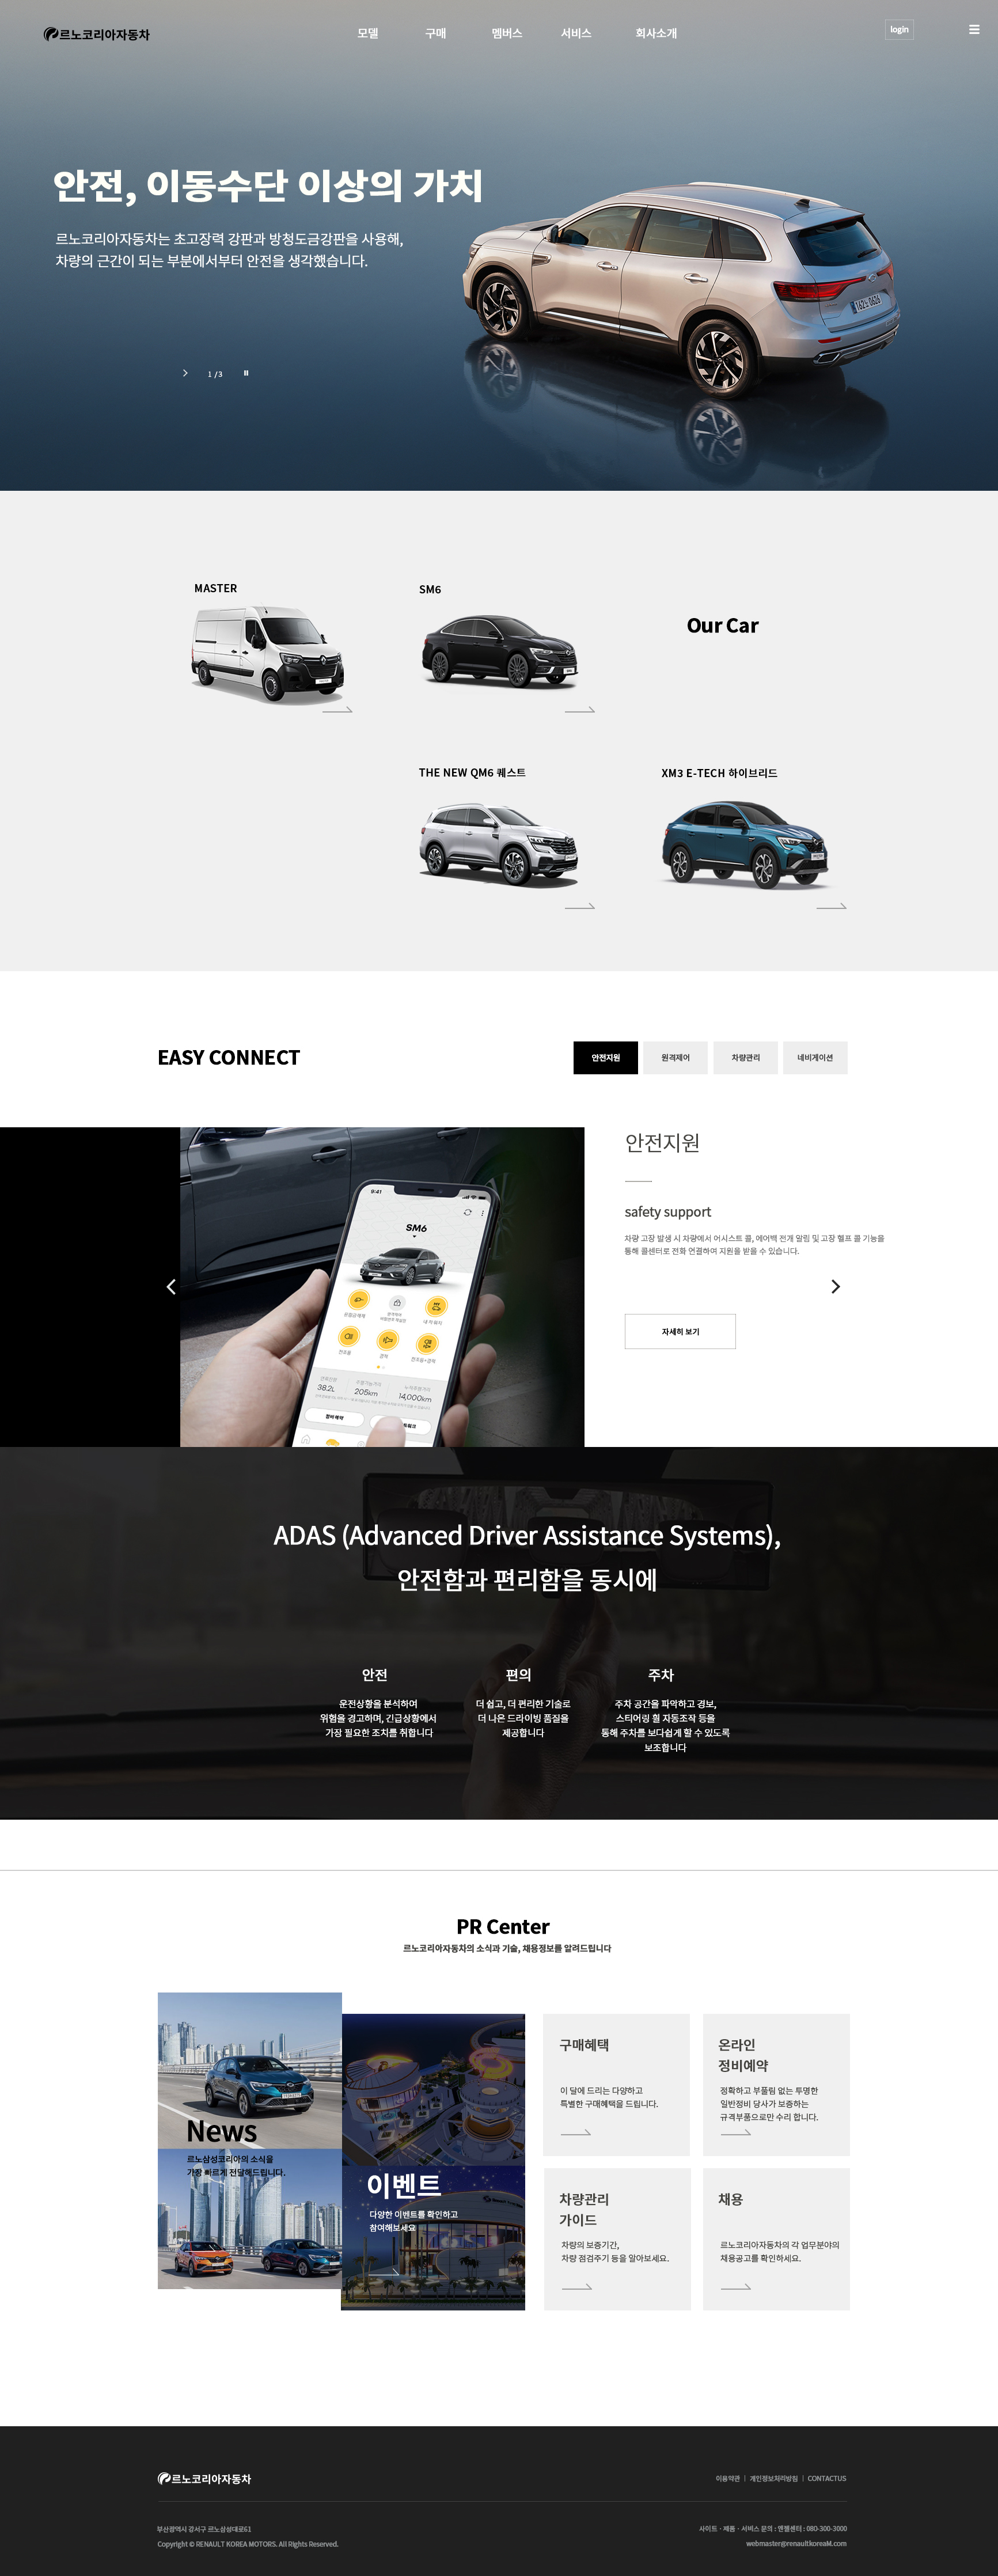 르노코리아자동차
모델 구매 멤버스 서비스 회사소개
login
안전, 이동수단 이상의 가치
르노코리아자동차는 초고장력 강판과 방청도금강판을 사용해,
차량의 근간이 되는 부분에서부터 안전을 생각했습니다.
1 / 3
MASTER
SM6
Our Car
THE NEW QM6 퀘스트
XM3 E-TECH 하이브리드
EASY CONNECT
안전지원 원격제어 차량관리 네비게이션
9:41
SM6
38.2L
205km
14,000km
안전지원
safety support
차량 고장 발생 시 차량에서 어시스트 콜, 에어백 전개 알림 및 고장 헬프 콜 기능을
통해 콜센터로 전화 연결하여 지원을 받을 수 있습니다.
자세히 보기
ADAS (Advanced Driver Assistance Systems),
안전함과 편리함을 동시에
안전
운전상황을 분석하여
위험을 경고하며, 긴급상황에서
가장 필요한 조치를 취합니다
편의
더 쉽고, 더 편리한 기술로
더 나은 드라이빙 품질을
제공합니다
주차
주차 공간을 파악하고 경보,
스티어링 휠 자동조작 등을
통해 주차를 보다쉽게 할 수 있도록
보조합니다
PR Center
르노코리아자동차의 소식과 기술, 채용정보를 알려드립니다
News
르노삼성코리아의 소식을
가장 빠르게 전달해드립니다.
이벤트
다양한 이벤트를 확인하고
참여해보세요
구매혜택
이 달에 드리는 다양하고
특별한 구매혜택을 드립니다.
온라인
정비예약
정확하고 부풀림 없는 투명한
일반정비 당사가 보증하는
규격부품으로만 수리 합니다.
차량관리
가이드
차량의 보증기간,
차량 점검주기 등을 알아보세요.
채용
르노코리아자동차의 각 업무분야의
채용공고를 확인하세요.
르노코리아자동차
이용약관 | 개인정보처리방침 | CONTACTUS
부산광역시 강서구 르노삼성대로61
Copyright © RENAULT KOREA MOTORS. All Rights Reserved.
사이트 · 제품 · 서비스 문의 : 엔젤센터 : 080-300-3000
webmaster@renaultkoreaM.com